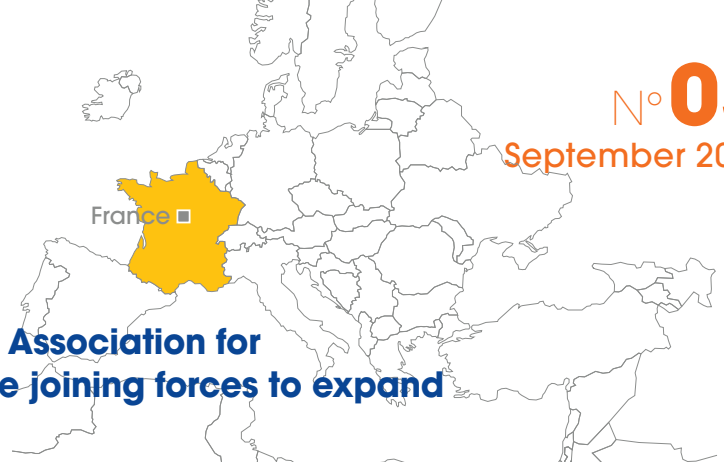 N° 0
September 20
France
Association for
e joining forces to expand